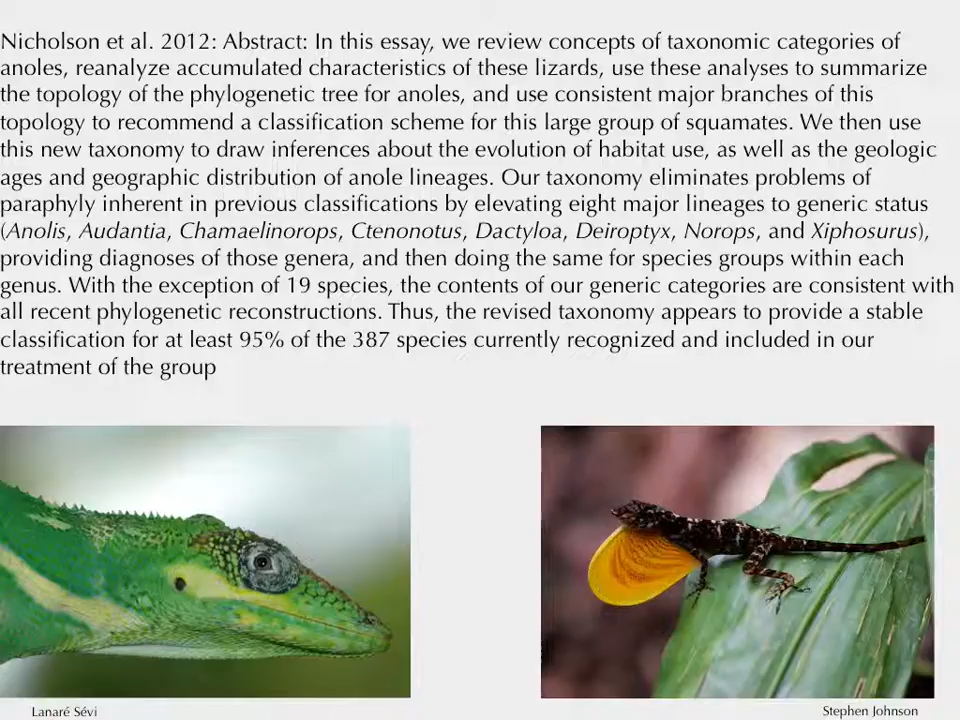 Nicholson et al. 2012: Abstract: In this essay, we review concepts of taxonomic categories of
anoles, reanalyze accumulated characteristics of these lizards, use these analyses to summarize
the topology of the phylogenetic tree for anoles, and use consistent major branches of this
topology to recommend a classification scheme for this large group of squamates. We then use
this new taxonomy to draw inferences about the evolution of habitat use, as well as the geologic
ages and geographic distribution of anole lineages. Our taxonomy eliminates problems of
paraphyly inherent in previous classifications by elevating eight major lineages to generic status
(Anolis, Audantia, Chamaelinorops, Ctenonotus, Dactyloa, Deiroptyx, Norops, and Xiphosurus),
providing diagnoses of those genera, and then doing the same for species groups within each
genus. With the exception of 19 species, the contents of our generic categories are consistent with
all recent phylogenetic reconstructions. Thus, the revised taxonomy appears to provide a stable
classification for at least 95% of the 387 species currently recognized and included in our
treatment of the group
Lanaré Sévi
Stephen Johnson